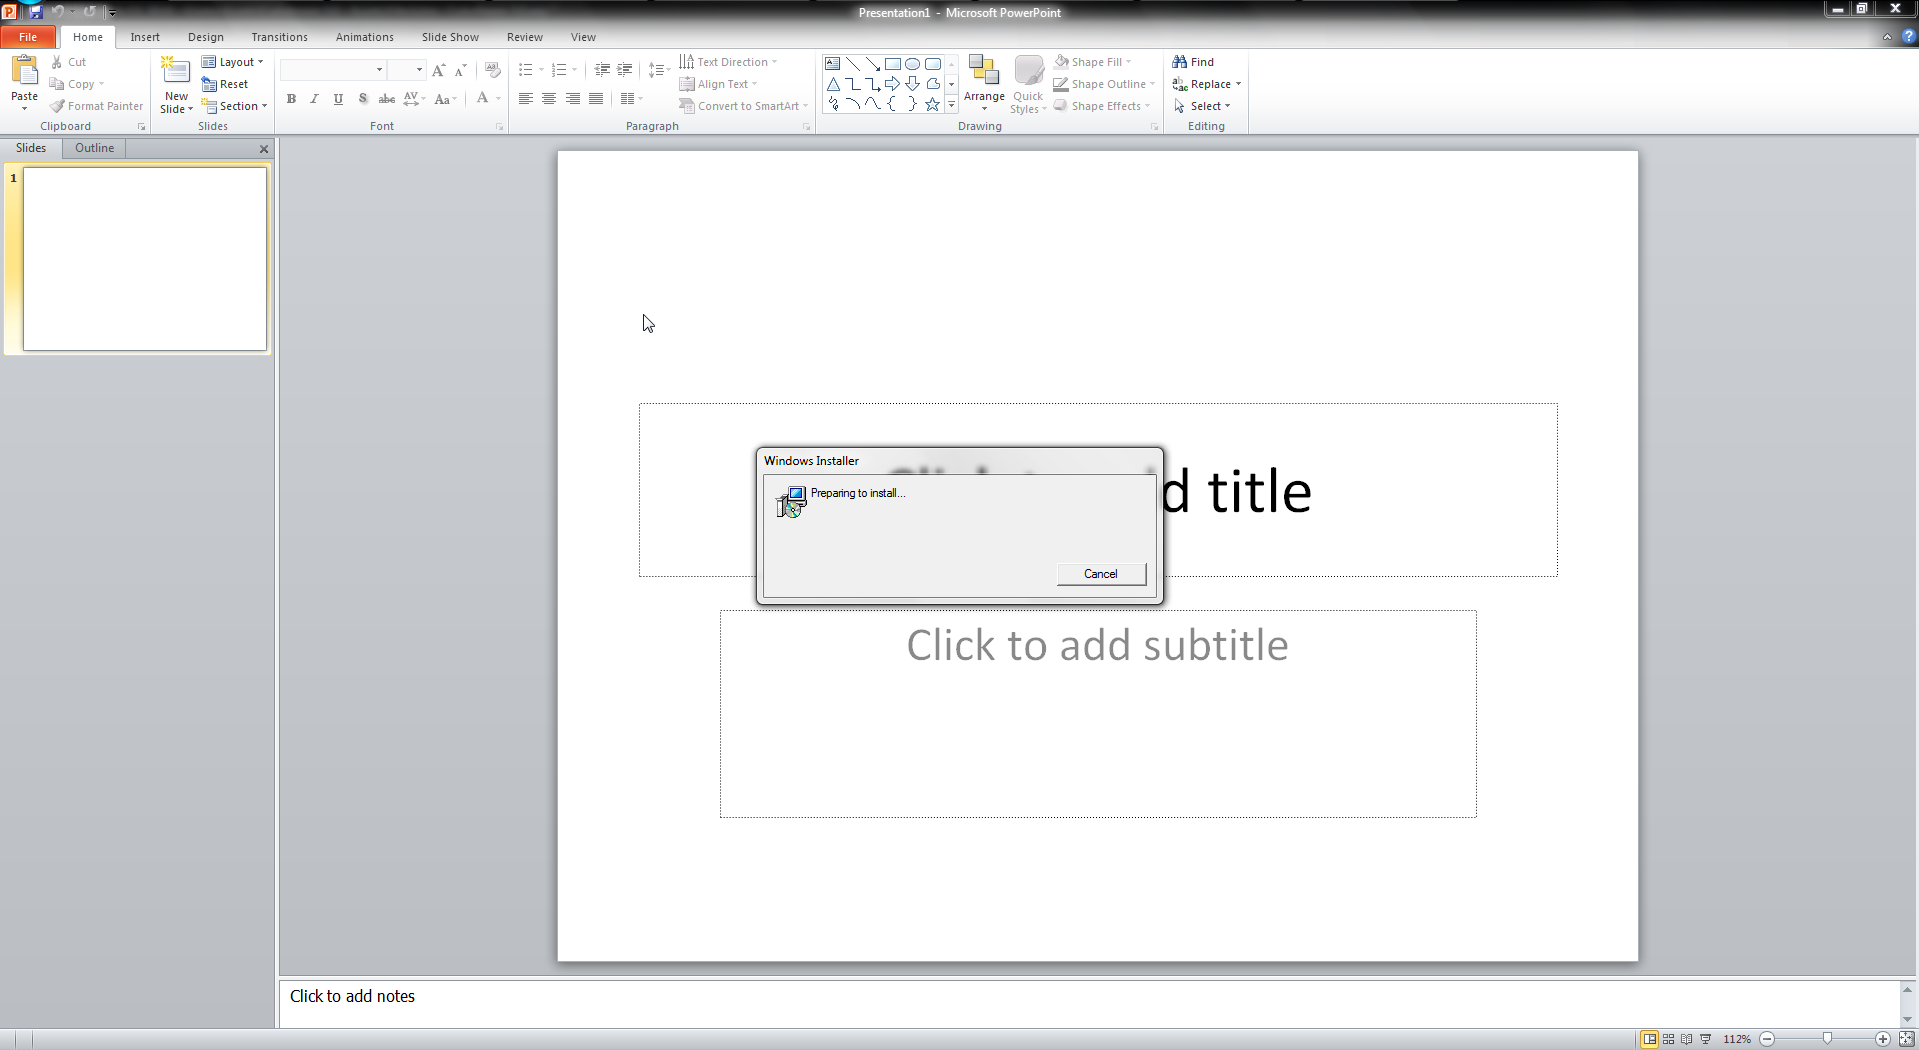 Presentation1 - Microsoft PowerPoint
File Home Insert Design Transitions Animations Slide Show Review View
Paste
Cut
Copy
Format Painter
Clipboard
New
Slide
Layout
Reset
Section
Slides
B I U S abc AV Aa A
Font
Text Direction
Align Text
Convert to SmartArt
Paragraph
Arrange
Quick
Styles
Shape Fill
Shape Outline
Shape Effects
Drawing
Find
Replace
Select
Editing
Slides Outline
1
d title
Windows Installer
Preparing to install...
Cancel
Click to add subtitle
Click to add notes
112%